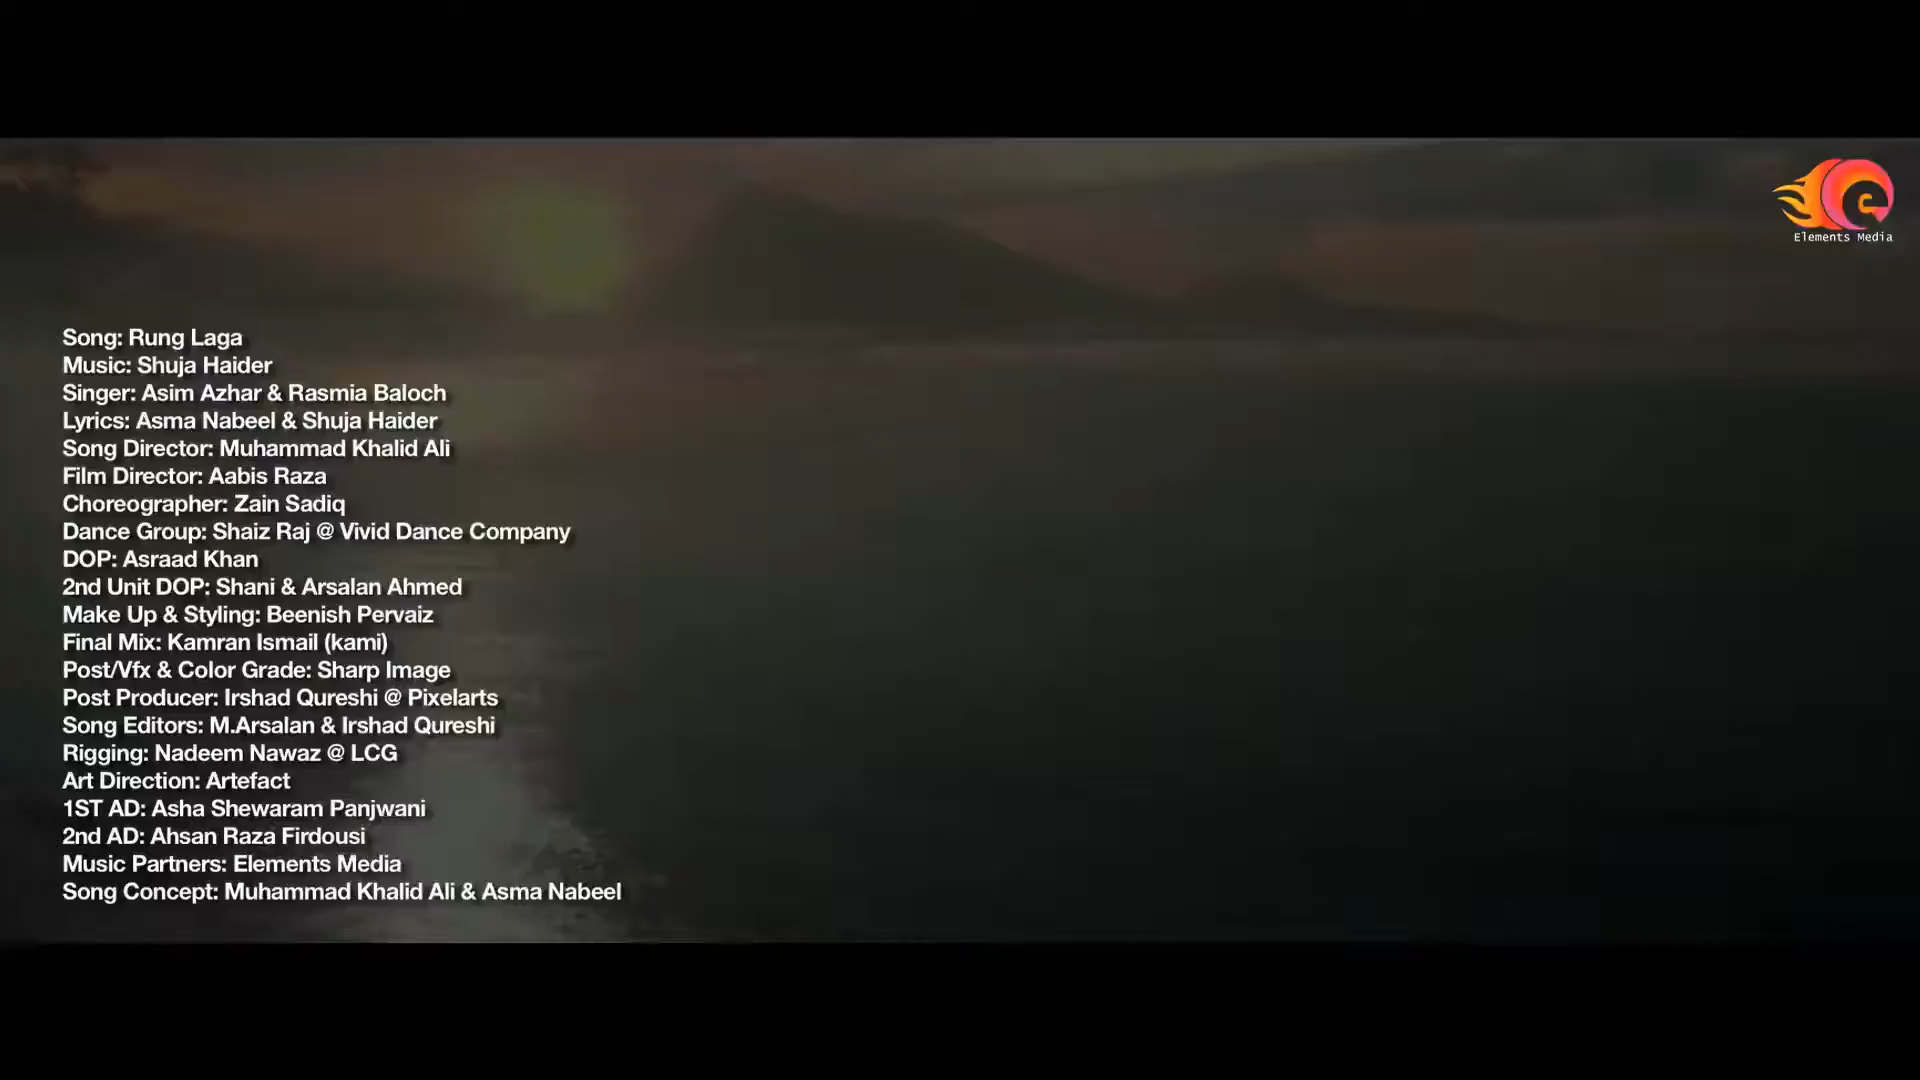 Elements Media
Song: Rung Laga
Music: Shuja Haider
Singer: Asim Azhar & Rasmia Baloch
Lyrics: Asma Nabeel & Shuja Haider
Song Director: Muhammad Khalid Ali
Film Director: Aabis Raza
Choreographer: Zain Sadiq
Dance Group: Shaiz Raj @ Vivid Dance Company
DOP: Asraad Khan
2nd Unit DOP: Shani & Arsalan Ahmed
Make Up & Styling: Beenish Pervaiz
Final Mix: Kamran Ismail (kami)
Post/Vfx & Color Grade: Sharp Image
Post Producer: Irshad Qureshi @ Pixelarts
Song Editors: M.Arsalan & Irshad Qureshi
Rigging: Nadeem Nawaz @ LCG
Art Direction: Artefact
1ST AD: Asha Shewaram Panjwani
2nd AD: Ahsan Raza Firdousi
Music Partners: Elements Media
Song Concept: Muhammad Khalid Ali & Asma Nabeel